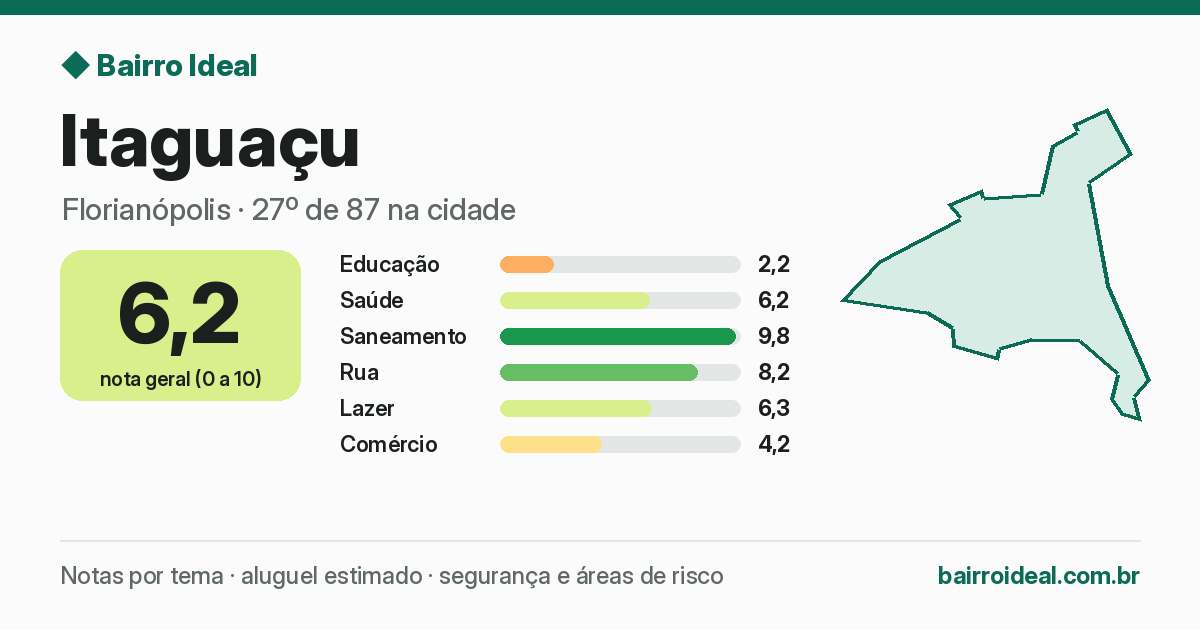 Bairro Ideal
Itaguaçu
Florianópolis · 27º de 87 na cidade
6,2
nota geral (0 a 10)
Educação 2,2
Saúde 6,2
Saneamento 9,8
Rua 8,2
Lazer 6,3
Comércio 4,2
Notas por tema · aluguel estimado · segurança e áreas de risco
bairroideal.com.br